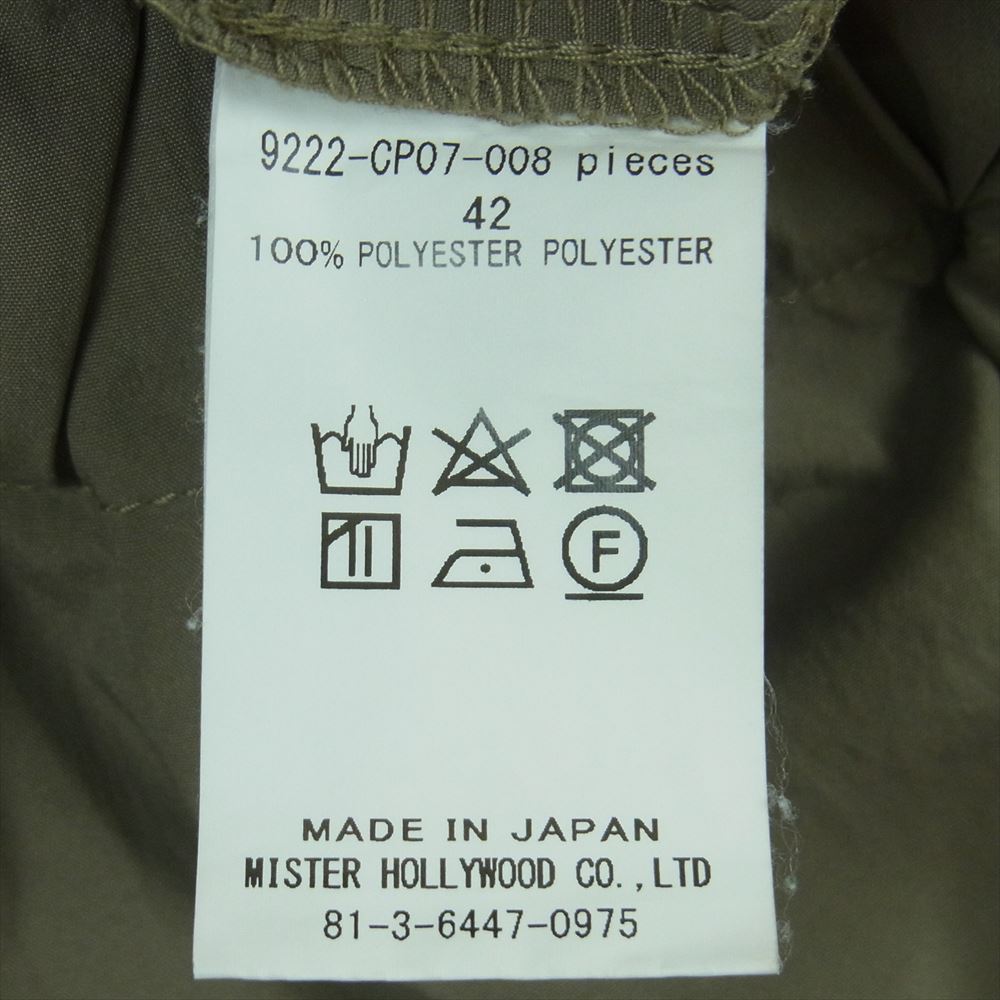 9222-CP07-008 pieces
42
100% POLYESTER POLYESTER
F
MADE IN JAPAN
MISTER HOLLYWOOD CO.,LTD
81-3-6447-0975